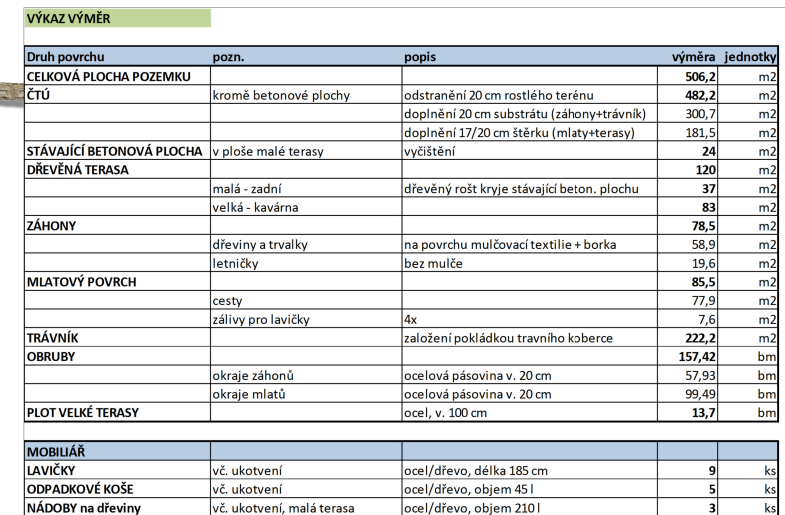 VÝKAZ VÝMĚR
Druh povrchu pozn. popis výměra jednotky
CELKOVÁ PLOCHA POZEMKU 506,2 m2
ČTÚ kromě betonové plochy odstranění 20 cm rostlého terénu 482,2 m2
doplnění 20 cm substrátu (záhony+trávník) 300,7 m2
doplnění 17/20 cm štěrku (mlaty+terasy) 181,5 m2
STÁVAJÍCÍ BETONOVÁ PLOCHA v ploše malé terasy vyčištění 24 m2
DŘEVĚNÁ TERASA 120 m2
malá - zadní dřevěný rošt kryje stávající beton. plochu 37 m2
velká - kavárna 83 m2
ZÁHONY 78,5 m2
dřeviny a trvalky na povrchu mulčovací textilie + borka 58,9 m2
letničky bez mulče 19,6 m2
MLATOVÝ POVRCH 85,5 m2
cesty 77,9 m2
zálivy pro lavičky 4x 7,6 m2
TRÁVNÍK založení pokládkou travního koberce 222,2 m2
OBRUBY 157,42 bm
okraje záhonů ocelová pásovina v. 20 cm 57,93 bm
okraje mlatů ocelová pásovina v. 20 cm 99,49 bm
PLOT VELKÉ TERASY ocel, v. 100 cm 13,7 bm
MOBILIÁŘ
LAVIČKY vč. ukotvení ocel/dřevo, délka 185 cm 9 ks
ODPADKOVÉ KOŠE vč. ukotvení ocel/dřevo, objem 45 l 5 ks
NÁDOBY na dřeviny vč. ukotvení, malá terasa ocel/dřevo, objem 210 l 3 ks